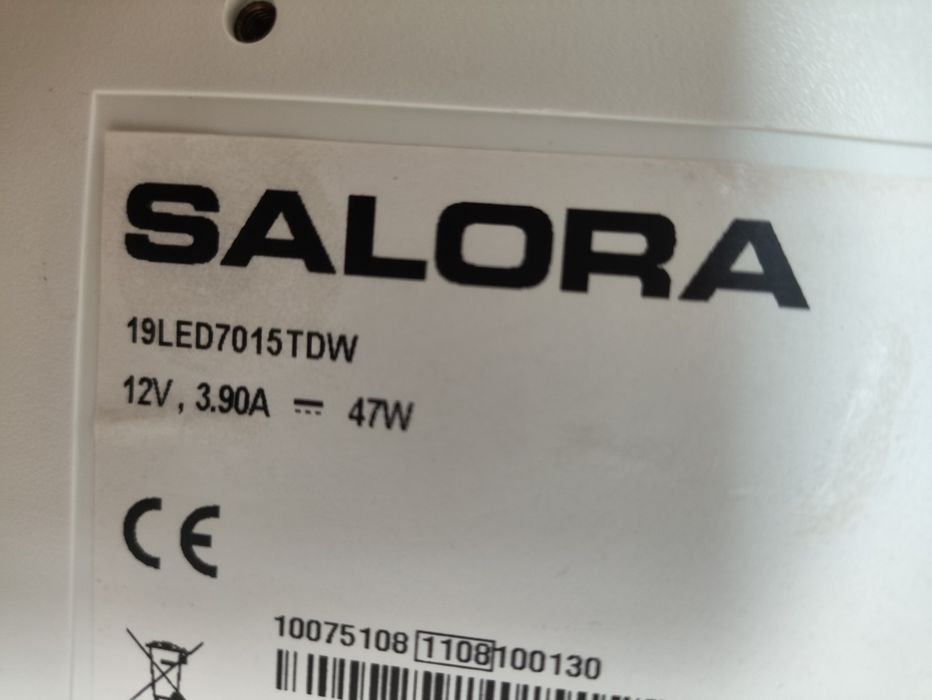 SALORA
19LED7015TDW
12V, 3.90A ⎓ 47W
CE
10075108 1108 100130